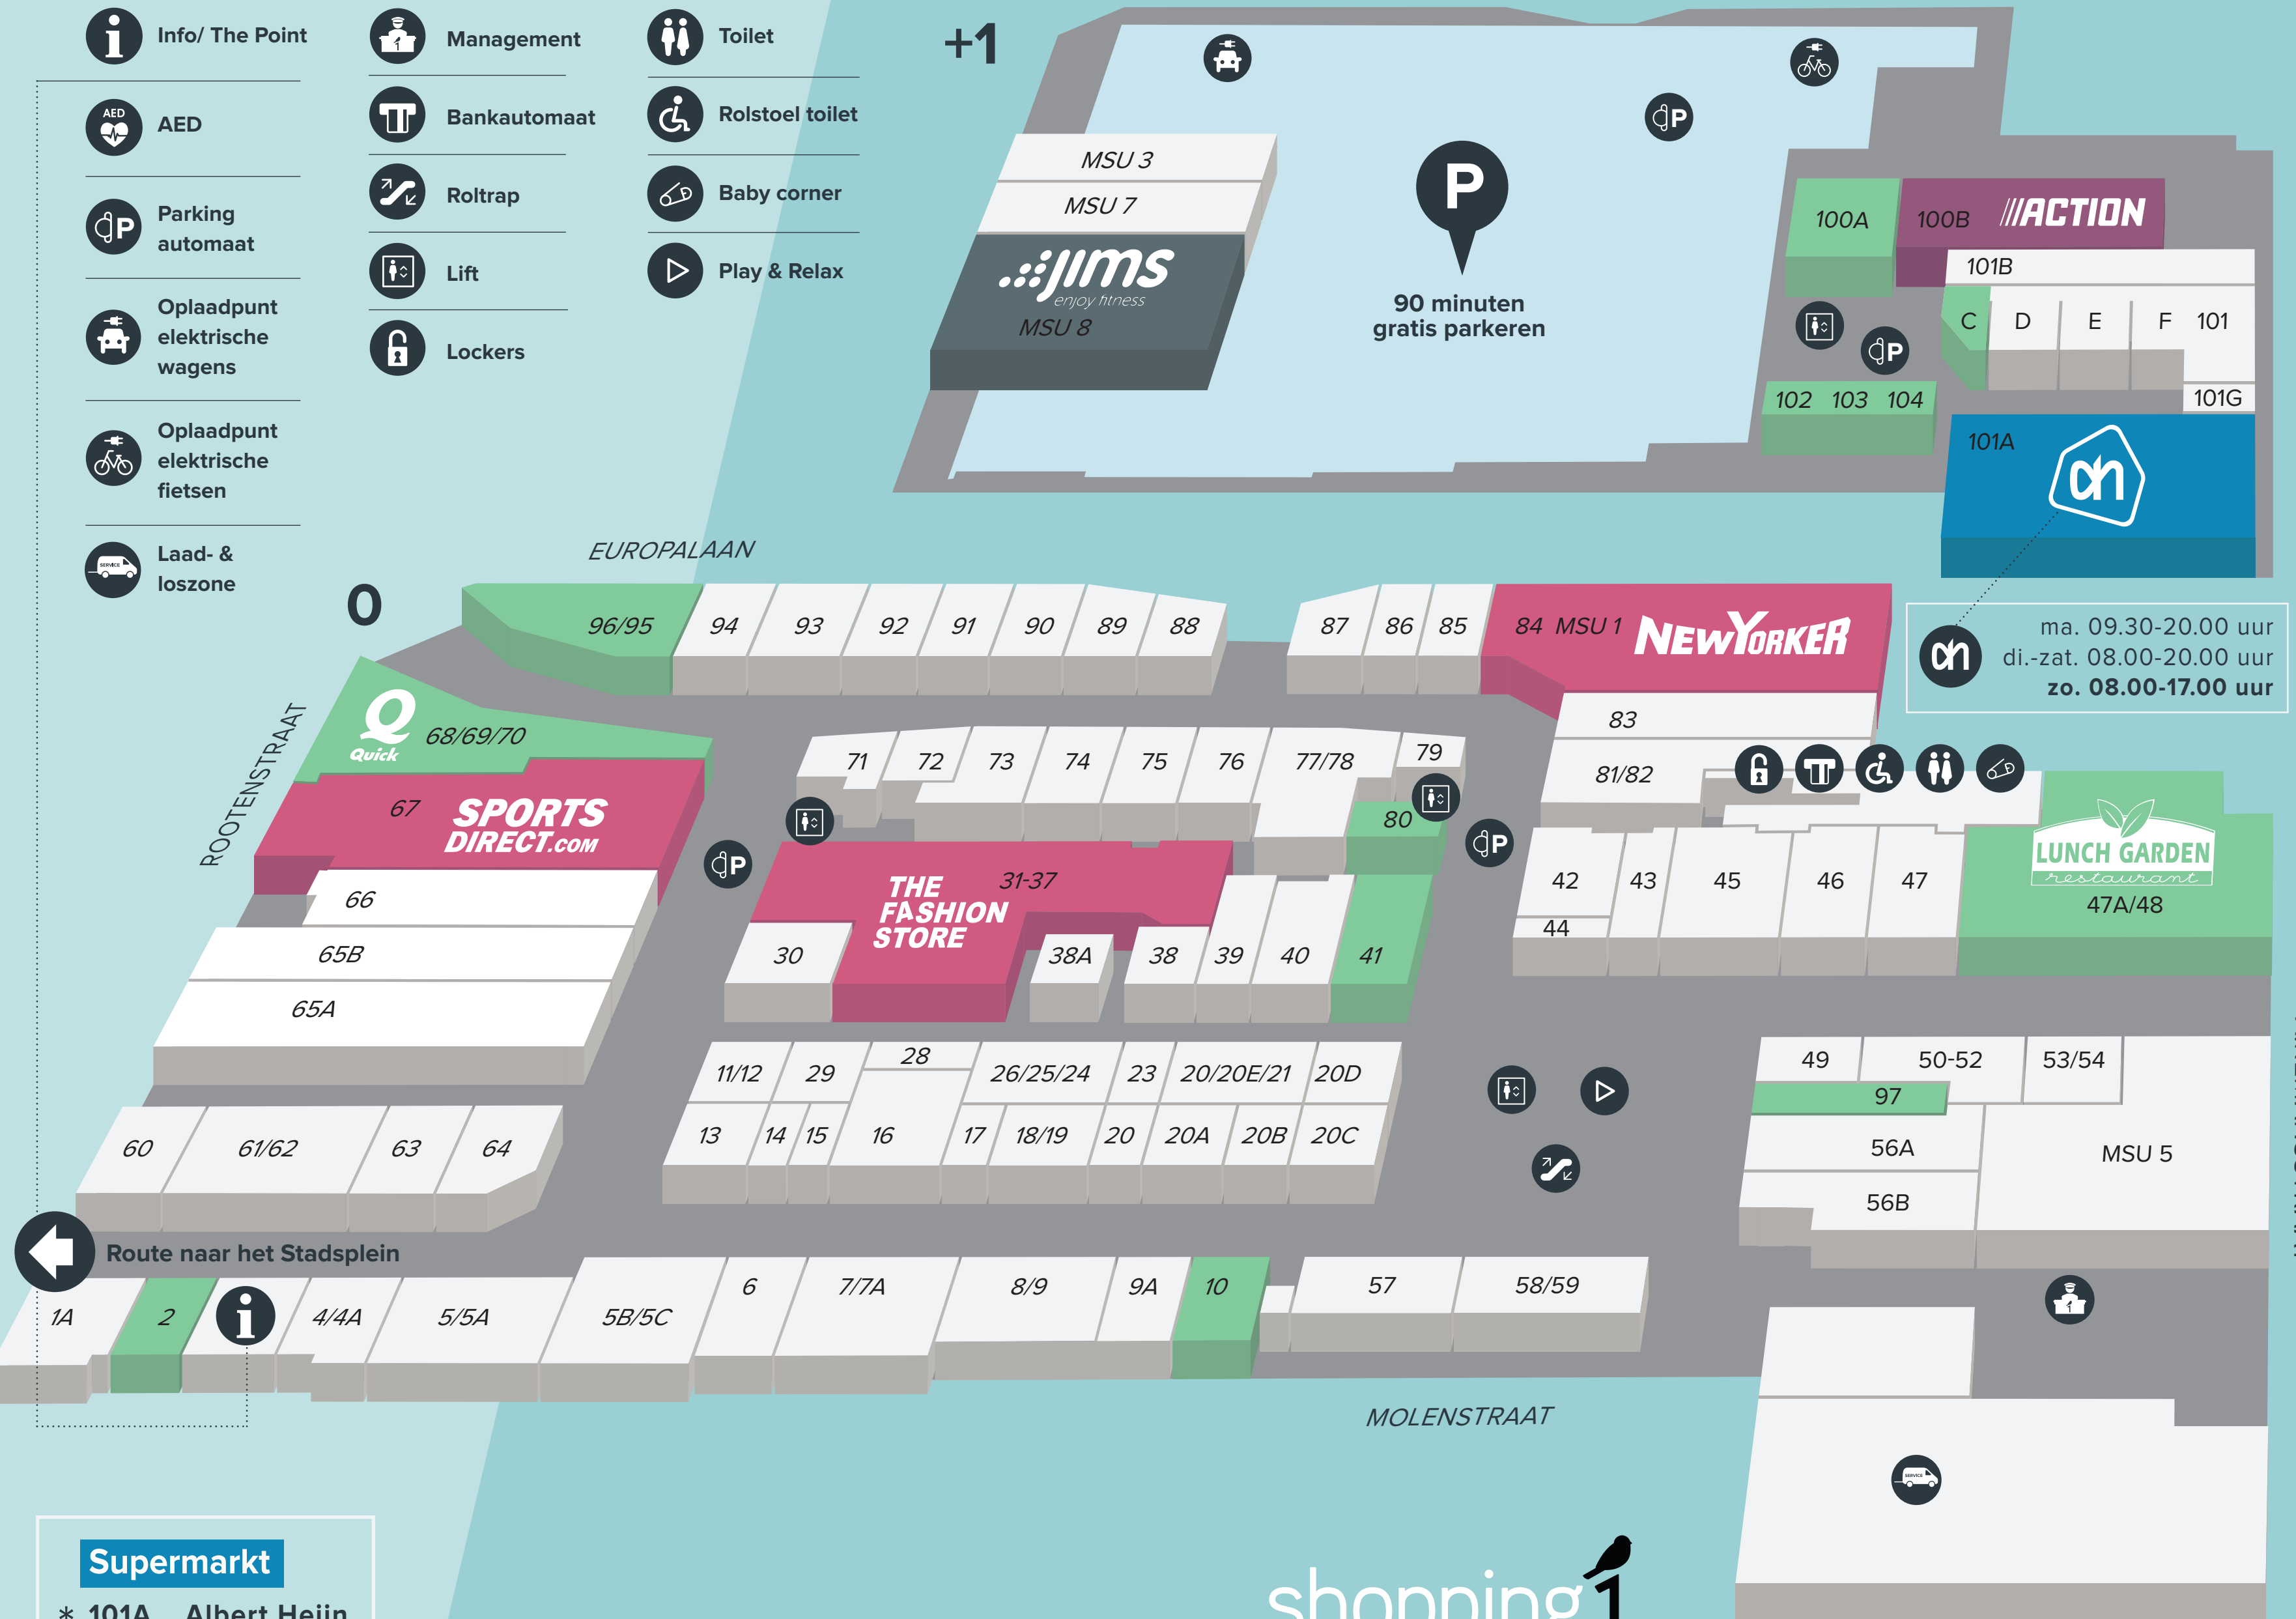 Info/ The Point
AED
AED
Parking
automaat
P
Oplaadpunt
elektrische
wagens
Oplaadpunt
elektrische
fietsen
SERVICE
Laad- &
loszone
Management
Bankautomaat
Roltrap
Lift
Lockers
Toilet
Rolstoel toilet
Baby corner
Play & Relax
+1
MSU 3
MSU 7
jims
enjoy fitness
MSU 8
P
P
90 minuten
gratis parkeren
100A
100B
ACTION
101B
C
D
E
F
101
P
102
103
104
101G
101A
ah
ah
ma. 09.30-20.00 uur
di.-zat. 08.00-20.00 uur
zo. 08.00-17.00 uur
EUROPALAAN
0
96/95
94
93
92
91
90
89
88
87
86
85
84
MSU 1
NEWYORKER
83
81/82
ROOTENSTRAAT
Q
Quick
68/69/70
67
SPORTS
DIRECT.COM
66
65B
65A
71
72
73
74
75
76
77/78
79
80
P
P
THE
FASHION
STORE
31-37
30
38A
38
39
40
41
42
43
44
45
46
47
LUNCH GARDEN
restaurant
47A/48
11/12
29
28
26/25/24
23
20/20E/21
20D
13
14
15
16
17
18/19
20
20A
20B
20C
49
50-52
53/54
97
56A
56B
MSU 5
60
61/62
63
64
Route naar het Stadsplein
1A
2
4/4A
5/5A
5B/5C
6
7/7A
8/9
9A
10
57
58/59
MOLENSTRAAT
SERVICE
Supermarkt
* 101A Albert Heijn
shopping 1